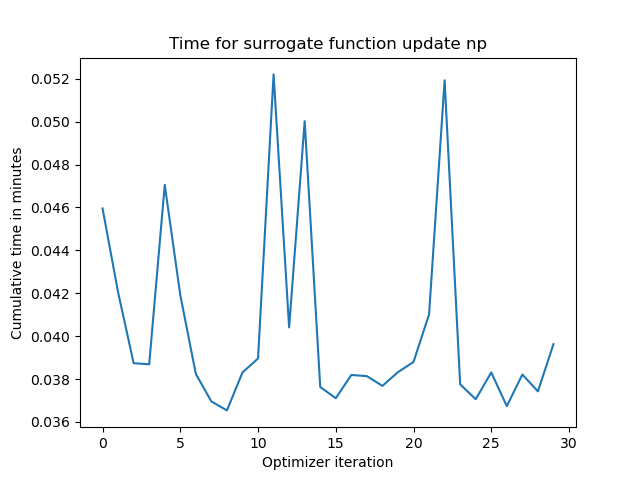 Time for surrogate function update np
Cumulative time in minutes
0.052
0.050
0.048
0.046
0.044
0.042
0.040
0.038
0.036
0 5 10 15 20 25 30
Optimizer iteration